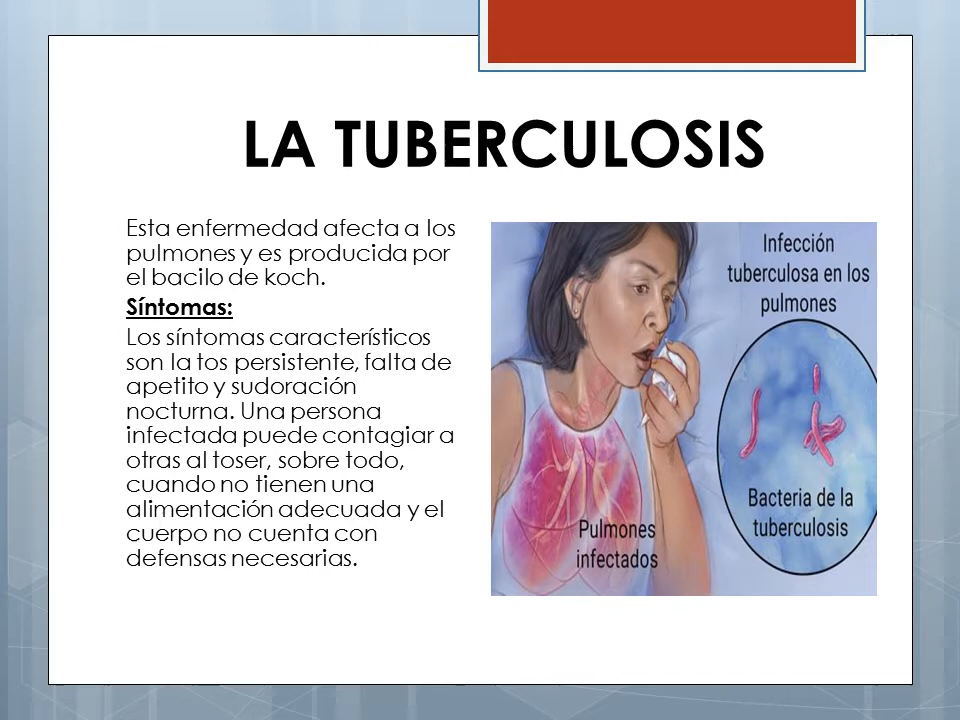 LA TUBERCULOSIS
Esta enfermedad afecta a los
pulmones y es producida por
el bacilo de koch.
Síntomas:
Los síntomas característicos
son la tos persistente, falta de
apetito y sudoración
nocturna. Una persona
infectada puede contagiar a
otras al toser, sobre todo,
cuando no tienen una
alimentación adecuada y el
cuerpo no cuenta con
defensas necesarias.
Infección
tuberculosa en los
pulmones
Pulmones
infectados
Bacteria de la
tuberculosis